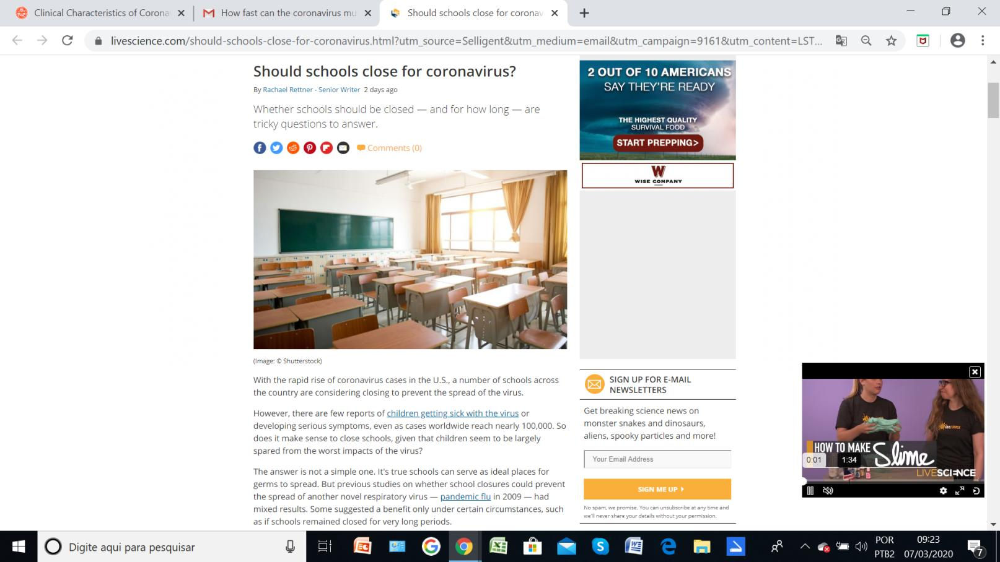 Clinical Characteristics of Corona
How fast can the coronavirus mu
Should schools close for coronav
livescience.com/should-schools-close-for-coronavirus.html?utm_source=Selligent&utm_medium=email&utm_campaign=9161&utm_content=LST...
Should schools close for coronavirus?
By Rachael Rettner - Senior Writer 2 days ago
Whether schools should be closed — and for how long — are
tricky questions to answer.
Comments (0)
(Image: © Shutterstock)
With the rapid rise of coronavirus cases in the U.S., a number of schools across
the country are considering closing to prevent the spread of the virus.
However, there are few reports of children getting sick with the virus or
developing serious symptoms, even as cases worldwide reach nearly 100,000. So
does it make sense to close schools, given that children seem to be largely
spared from the worst impacts of the virus?
The answer is not a simple one. It's true schools can serve as ideal places for
germs to spread. But previous studies on whether school closures could prevent
the spread of another novel respiratory virus — pandemic flu in 2009 — had
mixed results. Some suggested a benefit only under certain circumstances, such
as if schools remained closed for very long periods.
2 OUT OF 10 AMERICANS
SAY THEY'RE READY
THE HIGHEST QUALITY
SURVIVAL FOOD
START PREPPING>
W
WISE COMPANY
SIGN UP FOR E-MAIL
NEWSLETTERS
Get breaking science news on
monster snakes and dinosaurs,
aliens, spooky particles and more!
Your Email Address
SIGN ME UP
No spam, we promise. You can unsubscribe at any time and
we'll never share your details without your permission.
livescience
HOW TO MAKE Slime
0:01 1:34
LIVESCIENCE
Digite aqui para pesquisar
POR 09:23
PTB2 07/03/2020
7